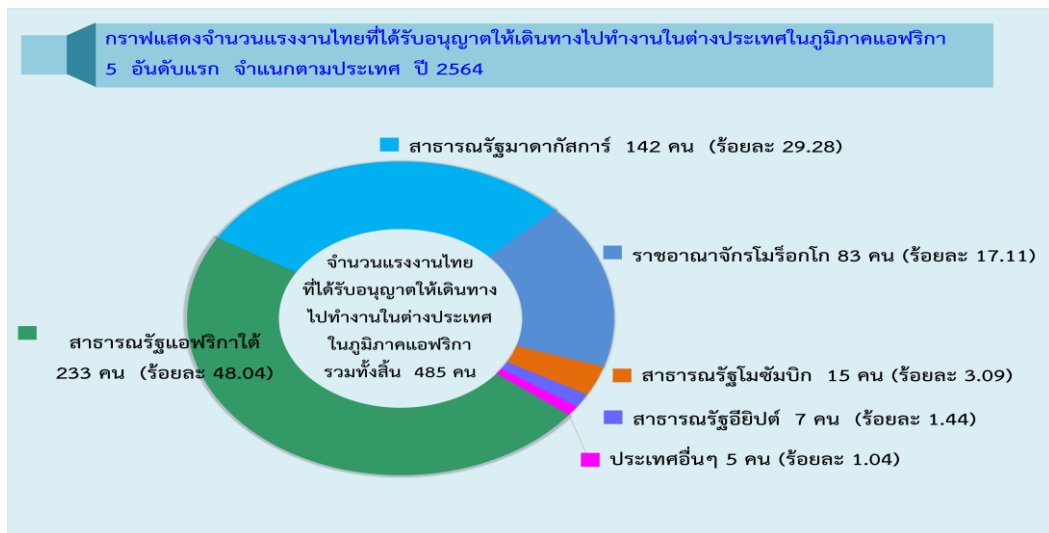 กราฟแสดงจำนวนแรงงานไทยที่ได้รับอนุญาตให้เดินทางไปทำงานในต่างประเทศในภูมิภาคแอฟริกา
5 อันดับแรก จำแนกตามประเทศ ปี 2564
สาธารณรัฐมาดากัสการ์ 142 คน (ร้อยละ 29.28)
ราชอาณาจักรโมร็อกโก 83 คน (ร้อยละ 17.11)
จำนวนแรงงานไทย
ที่ได้รับอนุญาตให้เดินทาง
ไปทำงานในต่างประเทศ
ในภูมิภาคแอฟริกา
รวมทั้งสิ้น 485 คน
สาธารณรัฐแอฟริกาใต้
233 คน (ร้อยละ 48.04)
สาธารณรัฐโมซัมบิก 15 คน (ร้อยละ 3.09)
สาธารณรัฐอียิปต์ 7 คน (ร้อยละ 1.44)
ประเทศอื่นๆ 5 คน (ร้อยละ 1.04)